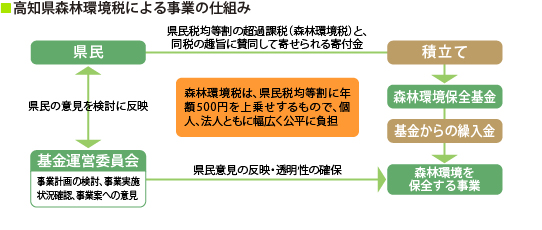 高知県森林環境税による事業の仕組み
県民税均等割の超過課税（森林環境税）と、
同税の趣旨に賛同して寄せられる寄付金
県民
積立て
県民の意見を検討に反映
森林環境税は、県民税均等割に年
額500円を上乗せするもので、個
人、法人ともに幅広く公平に負担
森林環境保全基金
基金からの繰入金
基金運営委員会
事業計画の検討、事業実施
状況確認、事業案への意見
県民意見の反映・透明性の確保
森林環境を
保全する事業